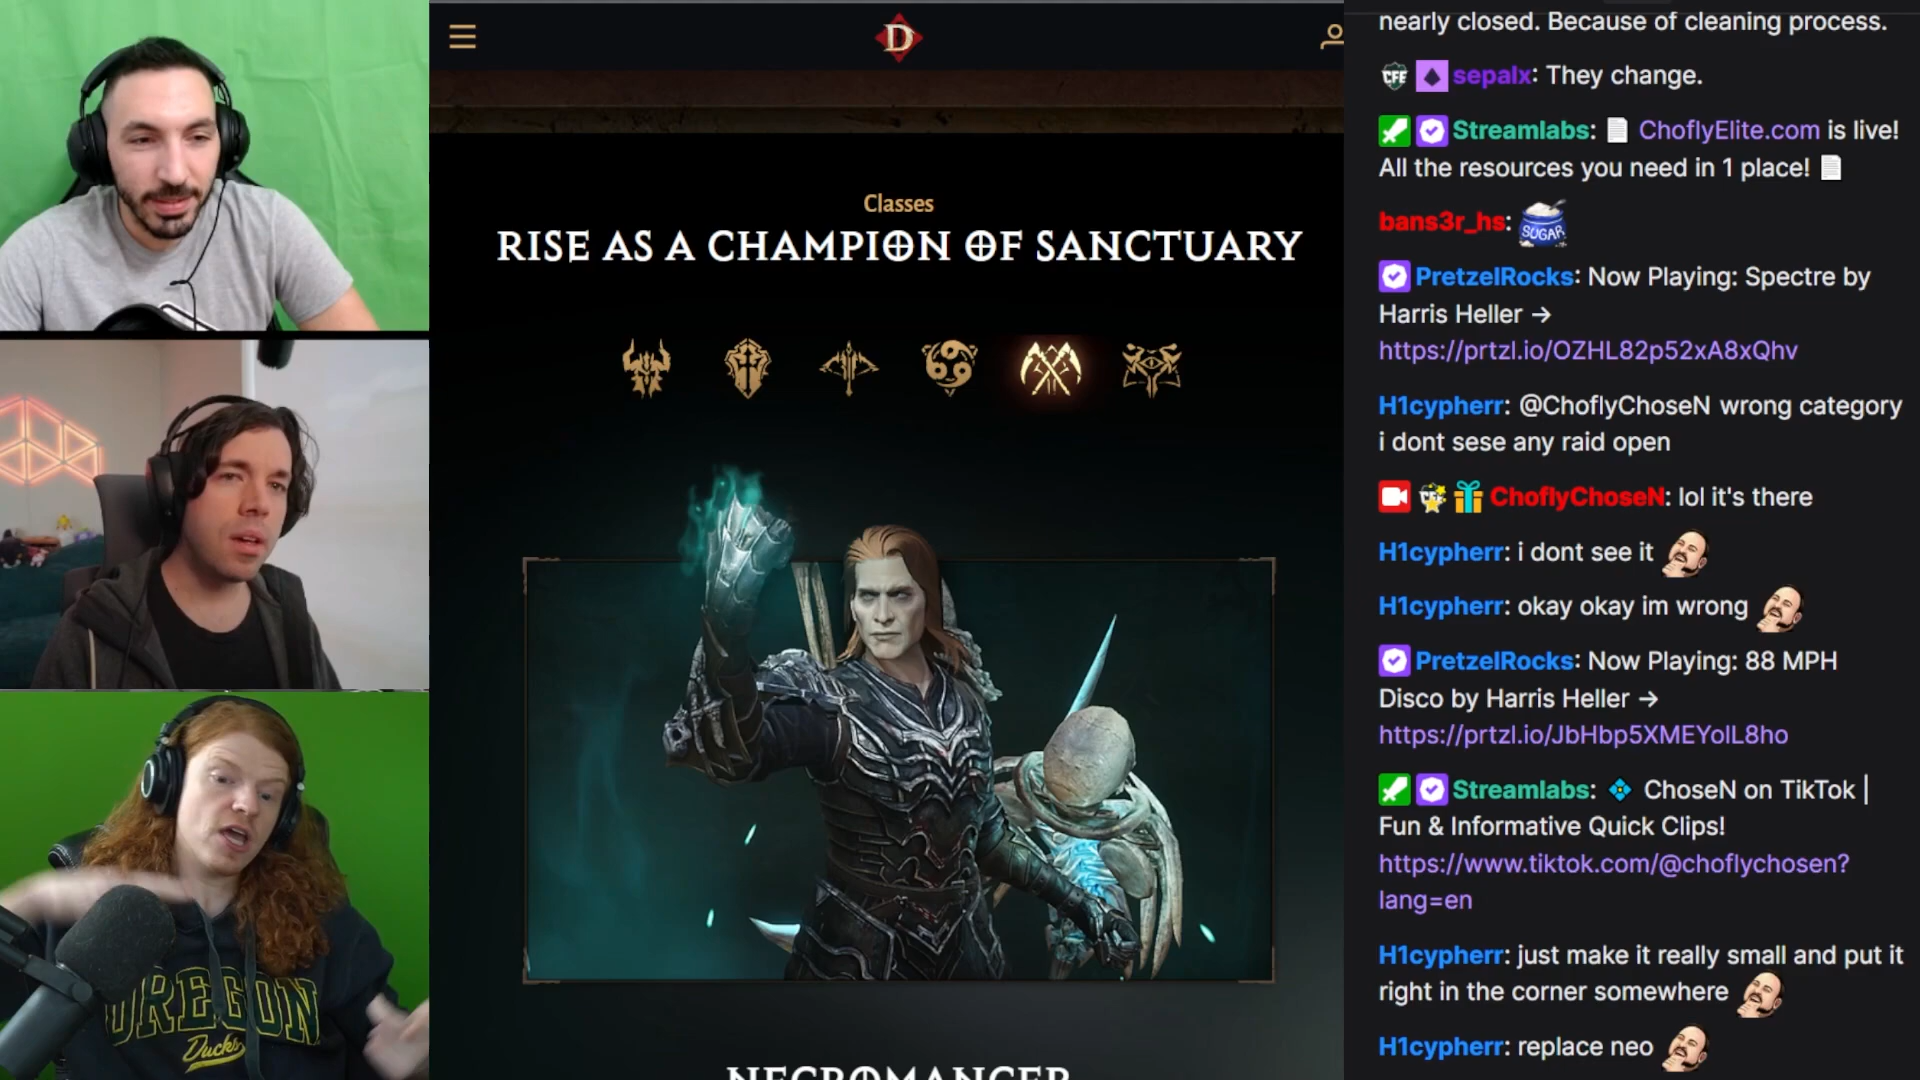 D
Classes
RISE AS A CHAMPION OF SANCTUARY
NECROMANCER
OREGON
Ducks
nearly closed. Because of cleaning process.
CFE sepalx: They change.
Streamlabs: ChoflyElite.com is live!
All the resources you need in 1 place!
bans3r_hs: SUGAR
PretzelRocks: Now Playing: Spectre by
Harris Heller →
https://prtzl.io/OZHL82p52xA8xQhv
H1cypherr: @ChoflyChoseN wrong category
i dont sese any raid open
CFE ChoflyChoseN: lol it's there
H1cypherr: i dont see it
H1cypherr: okay okay im wrong
PretzelRocks: Now Playing: 88 MPH
Disco by Harris Heller →
https://prtzl.io/JbHbp5XMEYolL8ho
Streamlabs: ChoseN on TikTok |
Fun & Informative Quick Clips!
https://www.tiktok.com/@choflychosen?
lang=en
H1cypherr: just make it really small and put it
right in the corner somewhere
H1cypherr: replace neo